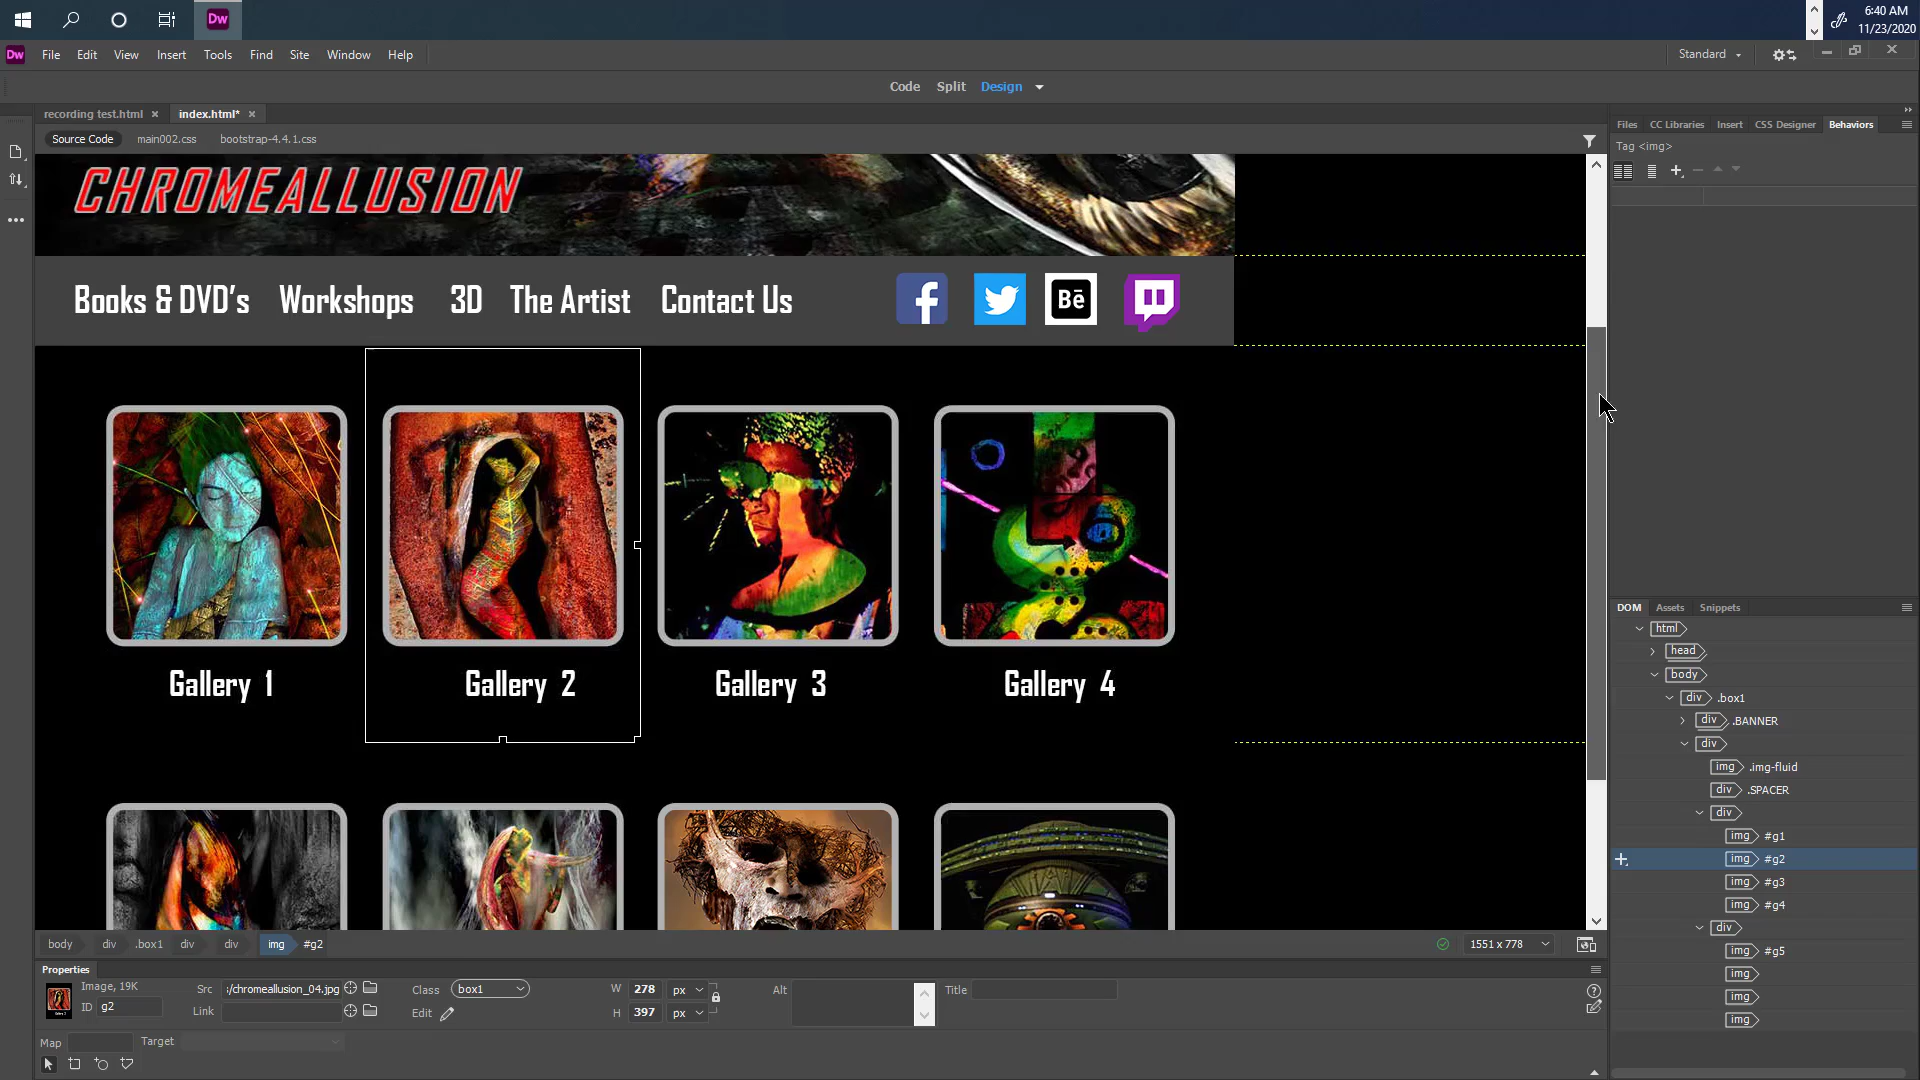 Dw
6:40 AM
11/23/2020
Dw
File Edit View Insert Tools Find Site Window Help
Standard
Code Split Design
recording test.html × index.html* ×
Source Code main002.css bootstrap-4.4.1.css
Files CC Libraries Insert CSS Designer Behaviors
Tag <img>
CHROMEALLUSION
Books & DVD's Workshops 3D The Artist Contact Us
f
Bē
Gallery 1 Gallery 2 Gallery 3 Gallery 4
DOM Assets Snippets
html
head
body
div .box1
div .BANNER
div
img .img-fluid
div .SPACER
div
img #g1
img #g2
img #g3
img #g4
div
img #g5
img
img
img
body div .box1 div div img #g2
1551 x 778
Properties
Image, 19K
Src :/chromeallusion_04.jpg
Class box1
W 278 px
Alt
Title
ID g2
Link
Edit
H 397 px
Map
Target